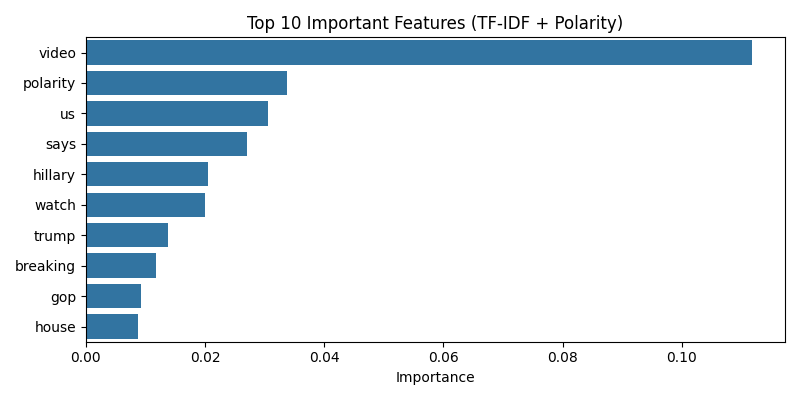 Top 10 Important Features (TF-IDF + Polarity)
video
polarity
us
says
hillary
watch
trump
breaking
gop
house
0.00 0.02 0.04 0.06 0.08 0.10
Importance